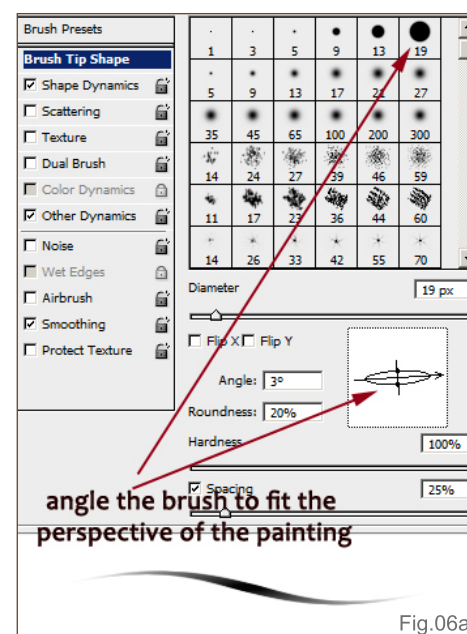 Brush Presets
Brush Tip Shape
Shape Dynamics
Scattering
Texture
Dual Brush
Color Dynamics
Other Dynamics
Noise
Wet Edges
Airbrush
Smoothing
Protect Texture
1 3 5 9 13 19
5 9 13 17 21 27
35 45 65 100 200 300
14 24 27 39 46 59
11 17 23 36 44 60
14 26 33 42 55 70
Diameter 19 px
Flip X Flip Y
Angle: 3º
Roundness: 20%
Hardness 100%
Spacing 25%
angle the brush to fit the
perspective of the painting
Fig.06a